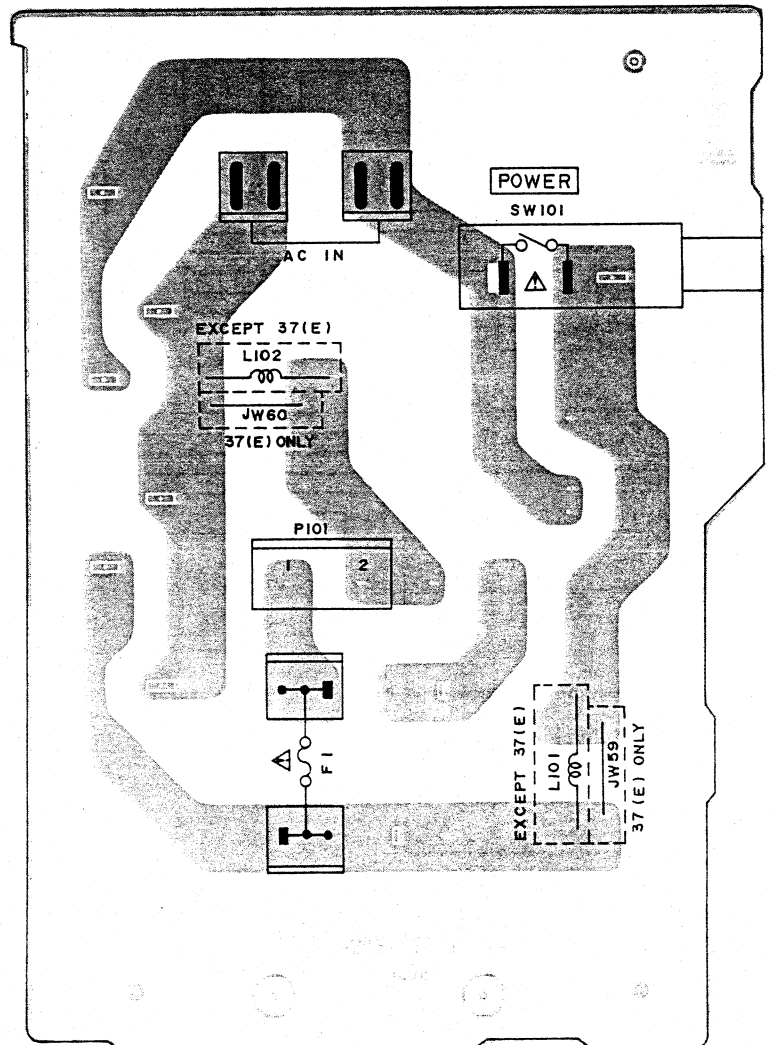 POWER
SW101
AC IN
EXCEPT 37(E)
L102
JW60
37(E) ONLY
P101
1 2
F1
EXCEPT 37(E)
L101
JW59
37(E) ONLY